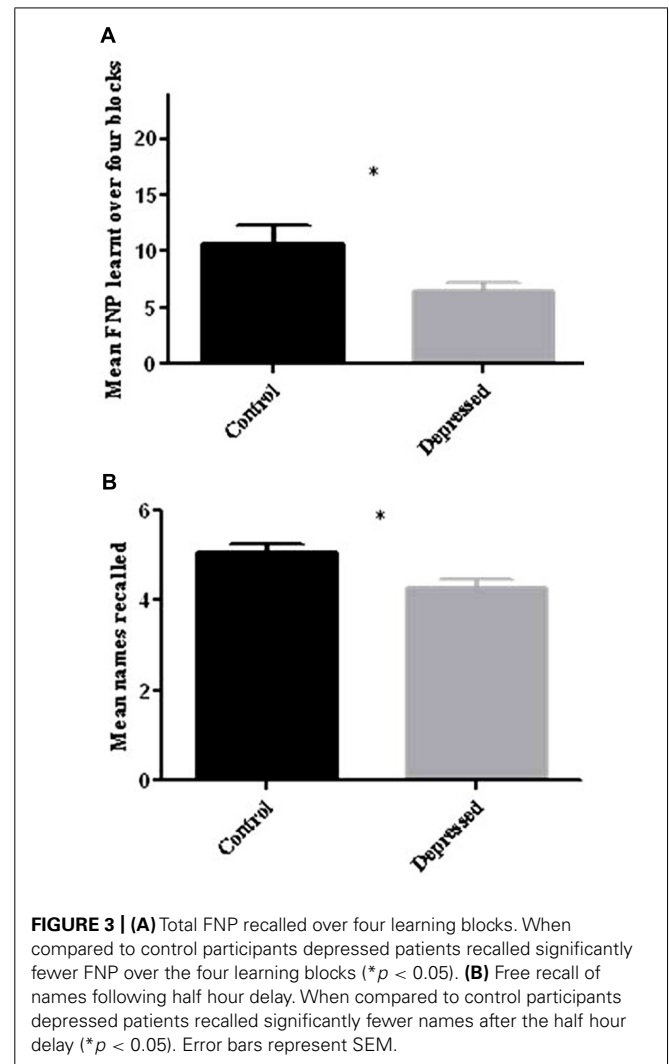 A
Mean FNP learnt over four blocks
20
15
10
5
0
*
Control
Depressed
B
Mean names recalled
6
4
2
0
*
Control
Depressed
FIGURE 3 | (A) Total FNP recalled over four learning blocks. When
compared to control participants depressed patients recalled significantly
fewer FNP over the four learning blocks (*p < 0.05). (B) Free recall of
names following half hour delay. When compared to control participants
depressed patients recalled significantly fewer names after the half hour
delay (*p < 0.05). Error bars represent SEM.